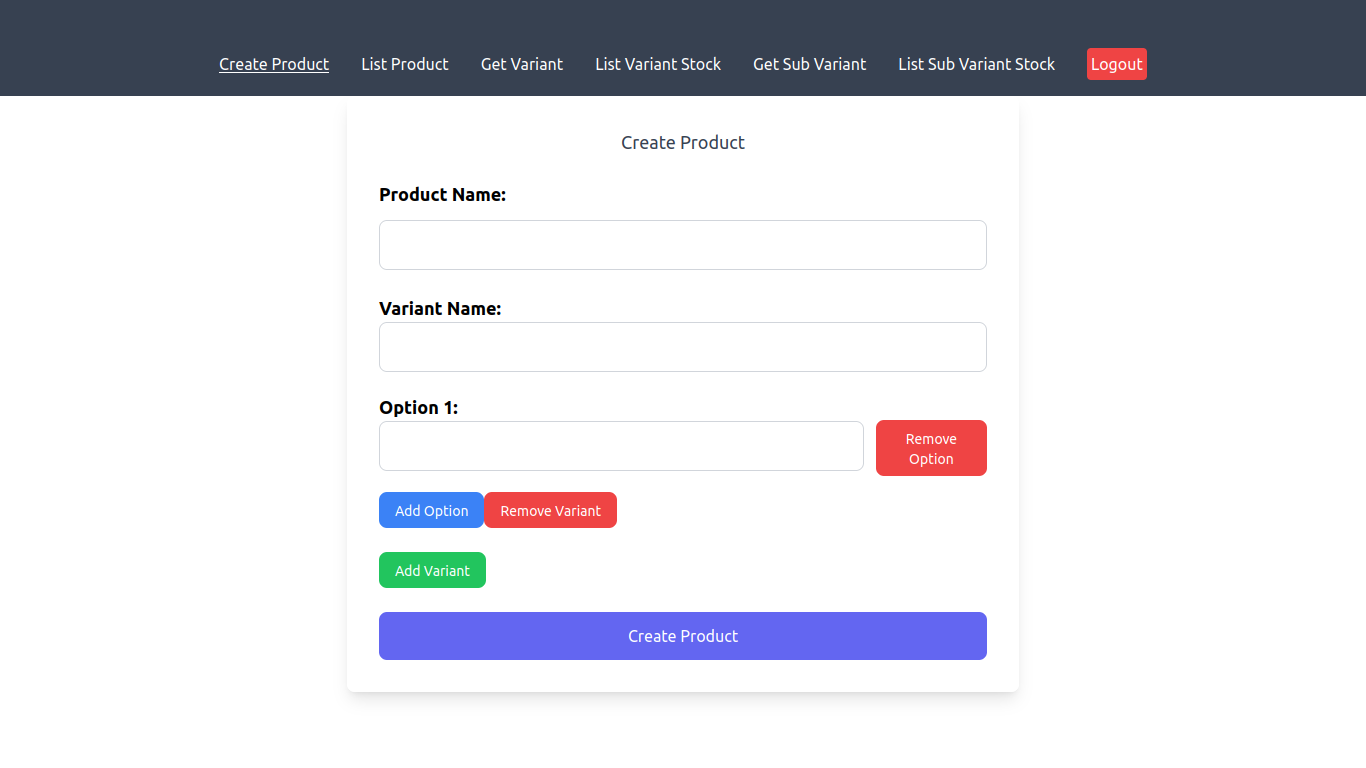 Create Product List Product Get Variant List Variant Stock Get Sub Variant List Sub Variant Stock Logout
Create Product
Product Name:
Variant Name:
Option 1:
Remove
Option
Add Option Remove Variant
Add Variant
Create Product